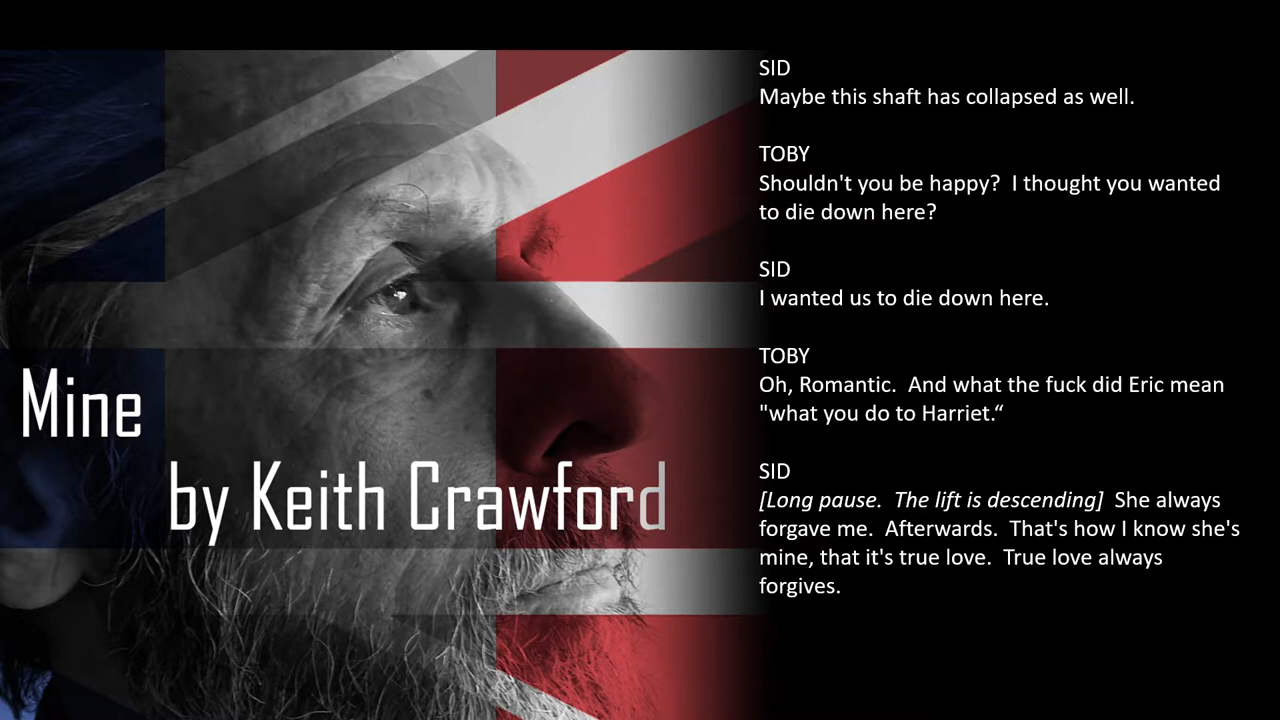 Mine
by Keith Crawford
SID
Maybe this shaft has collapsed as well.
TOBY
Shouldn't you be happy?  I thought you wanted
to die down here?
SID
I wanted us to die down here.
TOBY
Oh, Romantic.  And what the fuck did Eric mean
"what you do to Harriet.“
SID
[Long pause.  The lift is descending]  She always
forgave me.  Afterwards.  That's how I know she's
mine, that it's true love.  True love always
forgives.